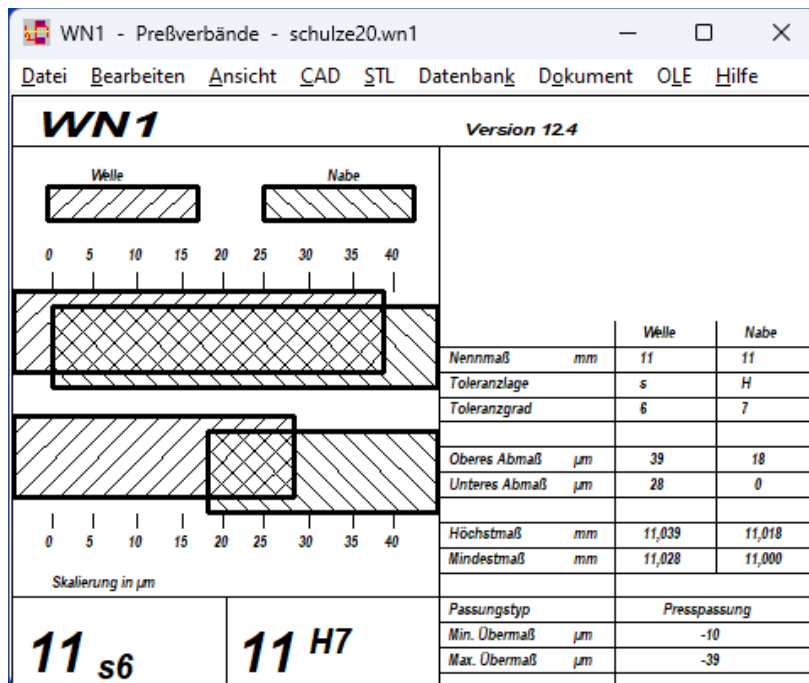 WN1 - Preßverbände - schulze20.wn1
Datei Bearbeiten Ansicht CAD STL Datenbank Dokument OLE Hilfe
WN1 Version 12.4
Welle Nabe
0 5 10 15 20 25 30 35 40
Welle Nabe
Nennmaß mm 11 11
Toleranzlage s H
Toleranzgrad 6 7
Oberes Abmaß µm 39 18
Unteres Abmaß µm 28 0
0 5 10 15 20 25 30 35 40
Höchstmaß mm 11,039 11,018
Mindestmaß mm 11,028 11,000
Skalierung in µm
Passungstyp Presspassung
Min. Übermaß µm -10
Max. Übermaß µm -39
11 s6 11 H7